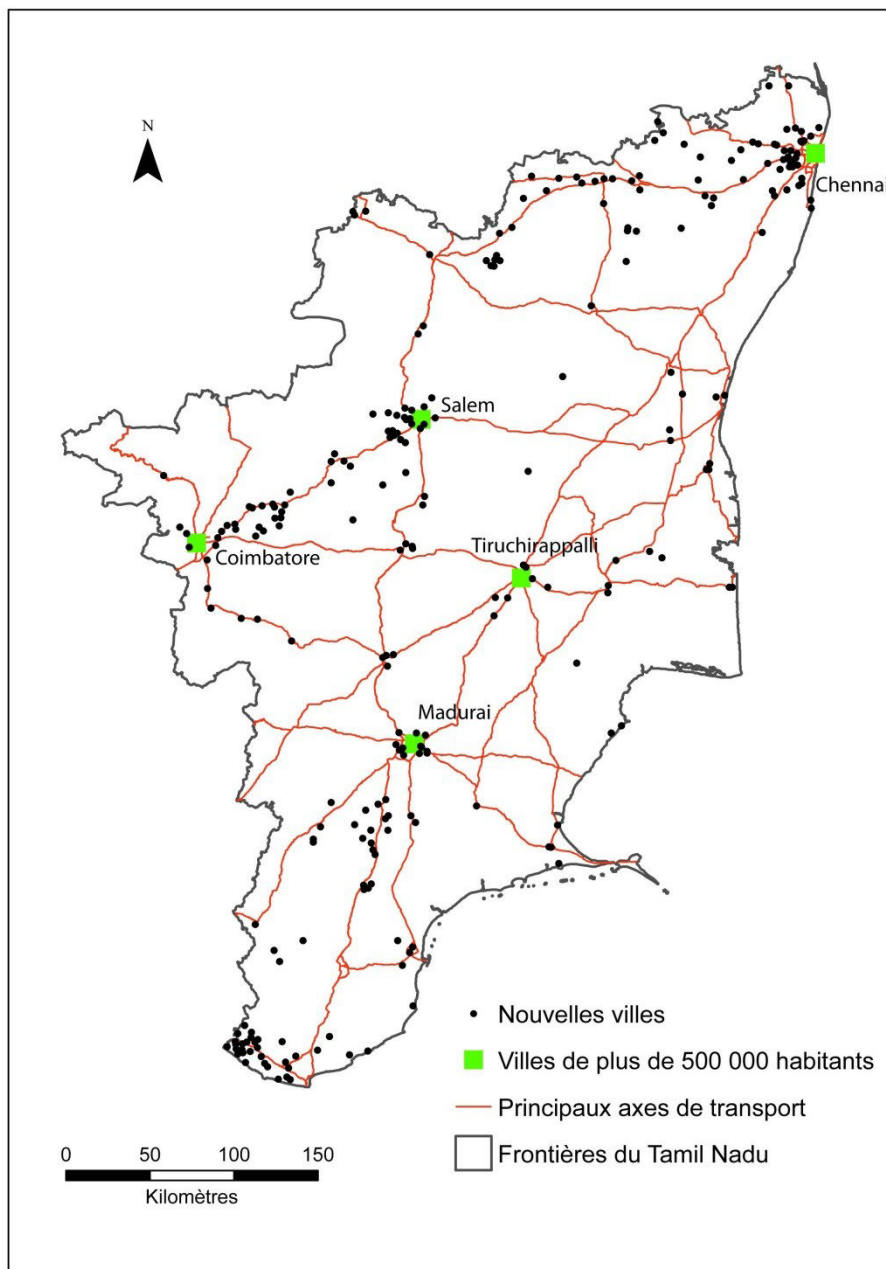 N
Chennai
Salem
Coimbatore
Tiruchirappalli
Madurai
Nouvelles villes
Villes de plus de 500 000 habitants
Principaux axes de transport
Frontières du Tamil Nadu
0 50 100 150
Kilomètres